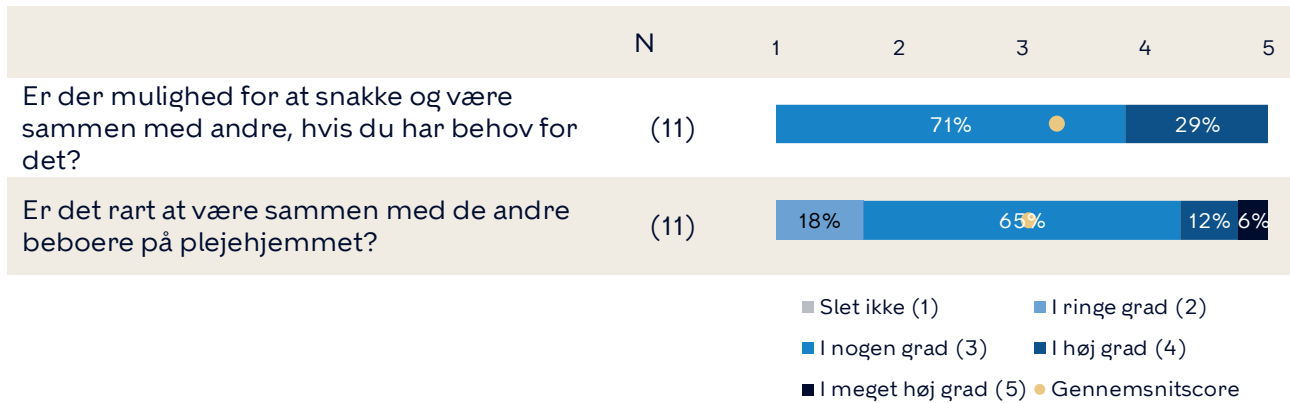 N 1 2 3 4 5
Er der mulighed for at snakke og være
sammen med andre, hvis du har behov for
det?
(11) 71% 29%
Er det rart at være sammen med de andre
beboere på plejehjemmet?
(11) 18% 65% 12% 6%
Slet ikke (1) I ringe grad (2)
I nogen grad (3) I høj grad (4)
I meget høj grad (5) Gennemsnitscore